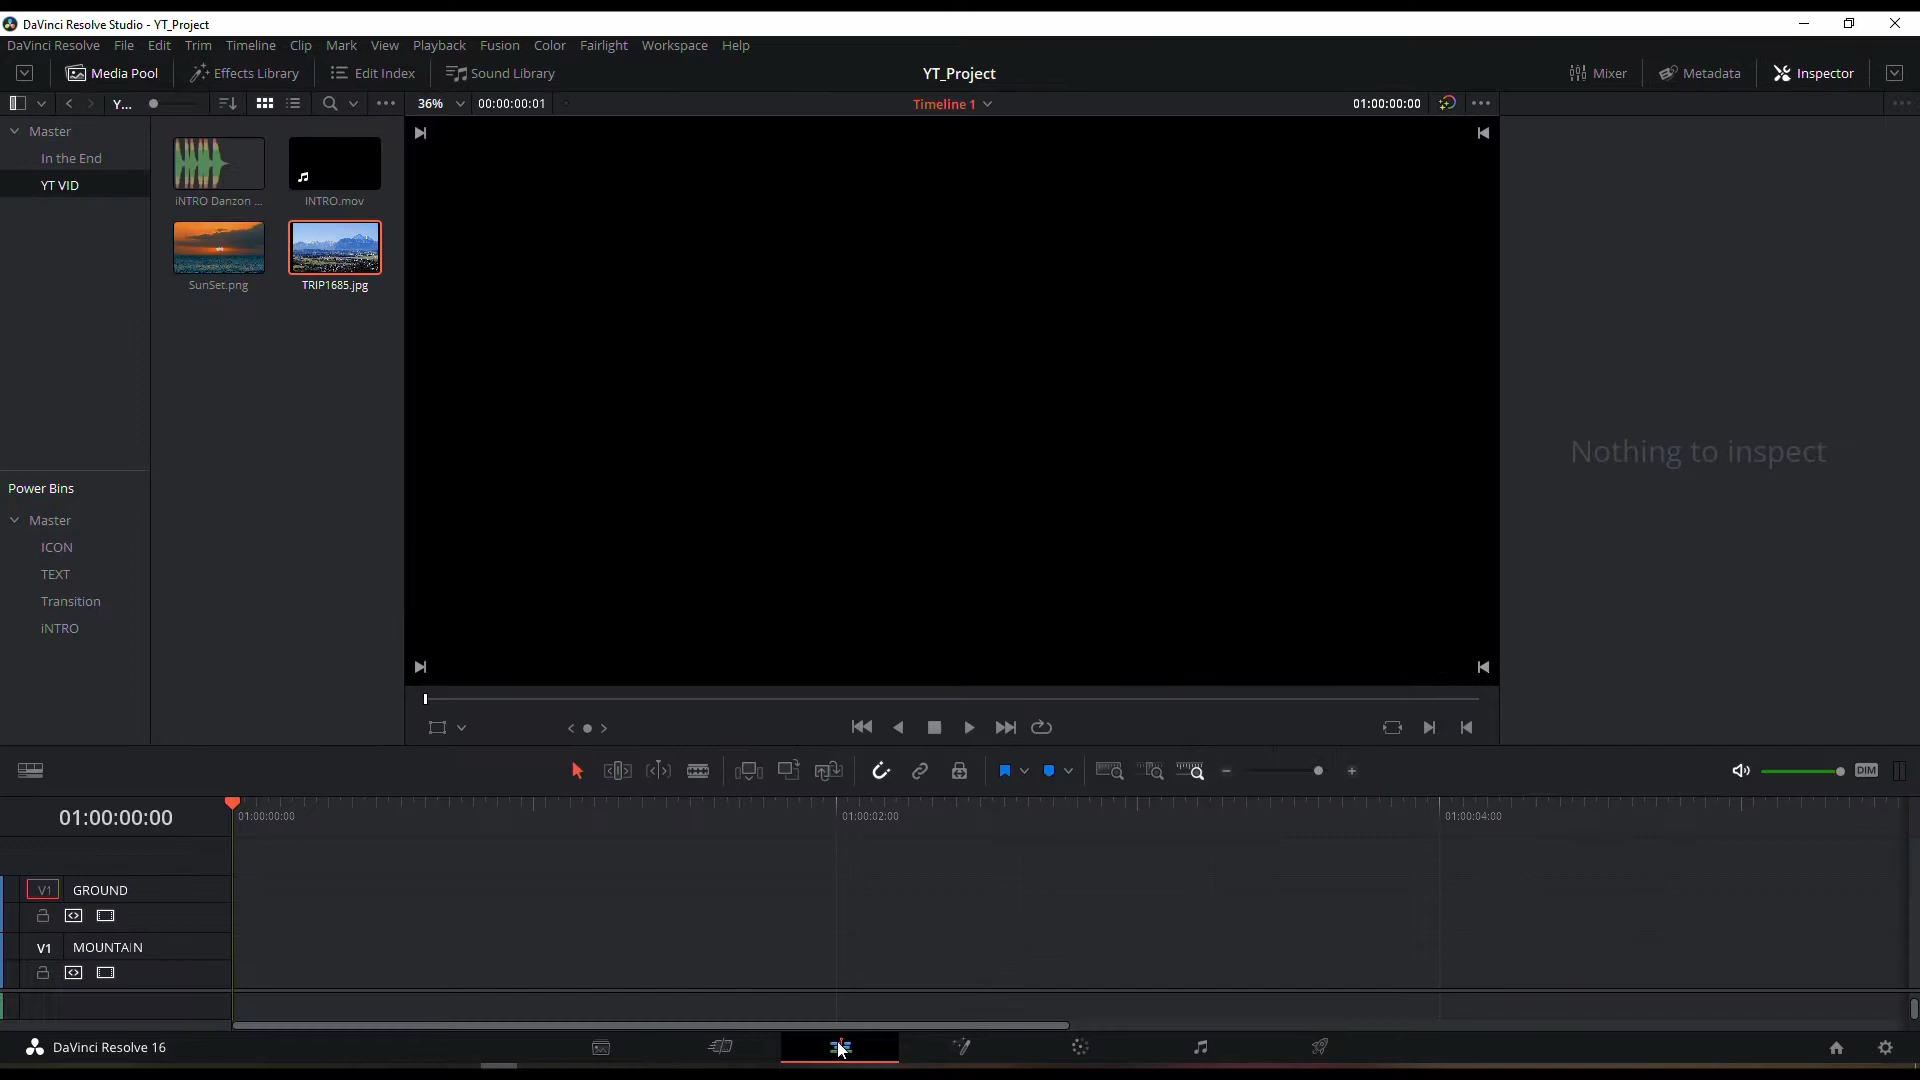 DaVinci Resolve Studio - YT_Project
DaVinci Resolve File Edit Trim Timeline Clip Mark View Playback Fusion Color Fairlight Workspace Help
Media Pool Effects Library Edit Index Sound Library YT_Project Mixer Metadata Inspector
Y... 36% 00:00:00:01 Timeline 1 01:00:00:00
Master
In the End
YT VID
iNTRO Danzon ... INTRO.mov
SunSet.png TRIP1685.jpg
Nothing to inspect
Power Bins
Master
ICON
TEXT
Transition
iNTRO
DIM
01:00:00:00 01:00:00:00 01:00:02:00 01:00:04:00
V1 GROUND
V1 MOUNTAIN
DaVinci Resolve 16